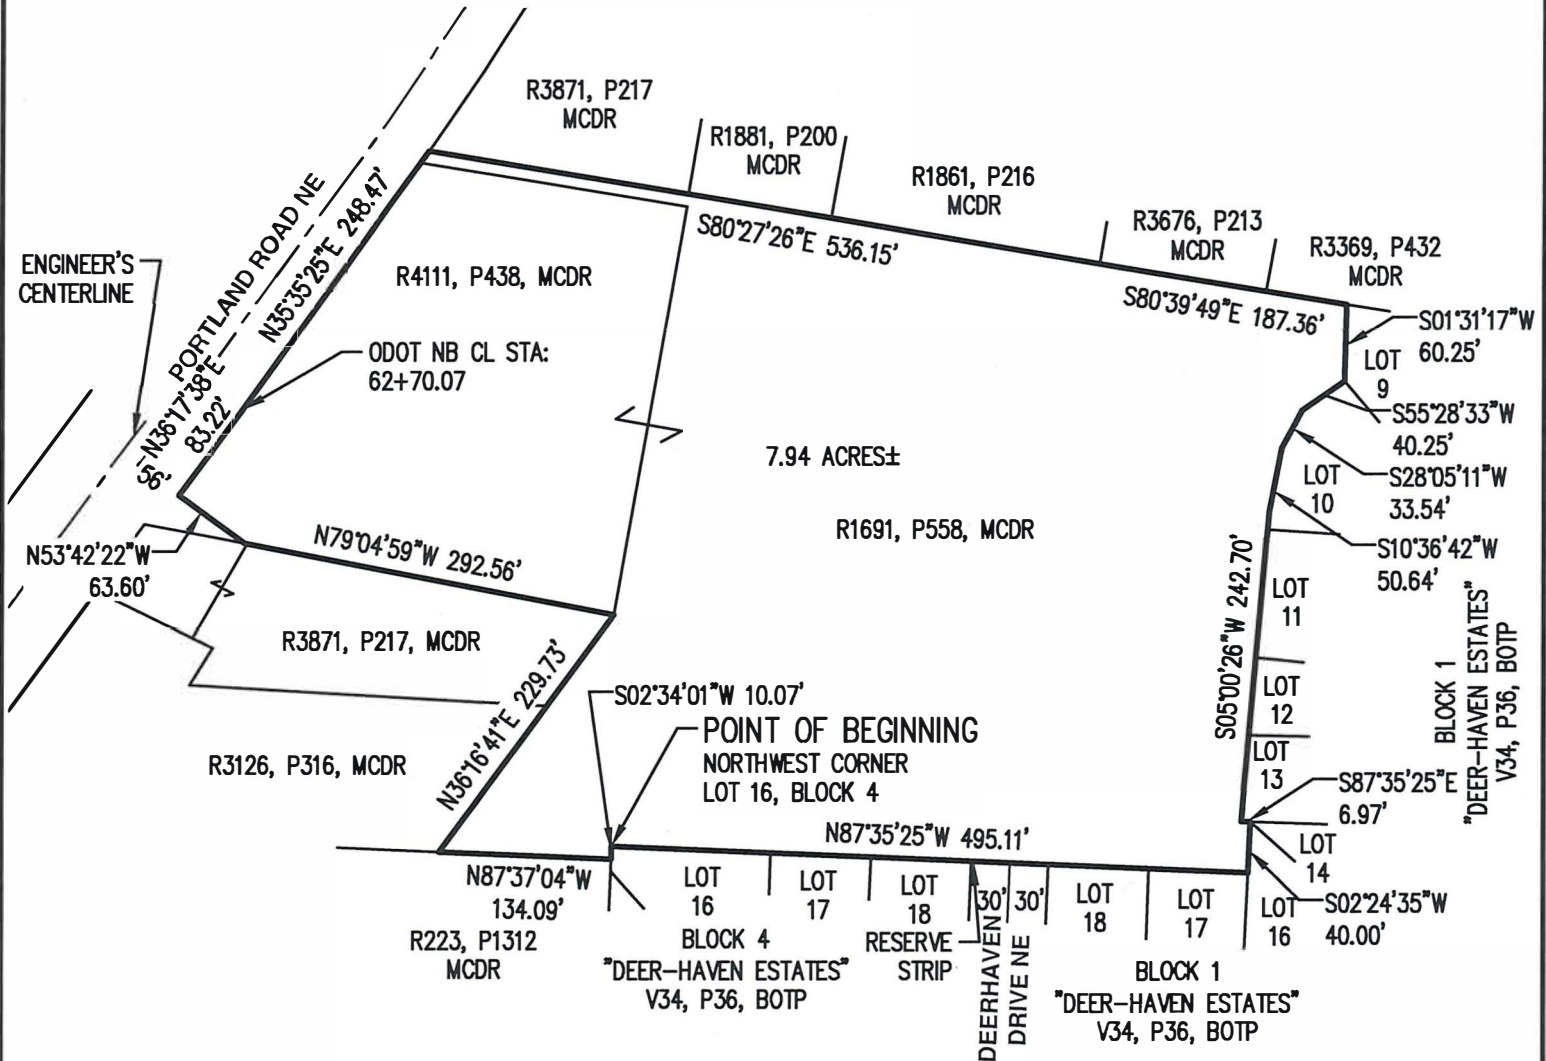 R3871, P217
MCDR
R1881, P200
MCDR
R1861, P216
MCDR
R3676, P213
MCDR
R3369, P432
MCDR
ENGINEER'S
CENTERLINE
PORTLAND ROAD NE
N35°35'25"E 248.47'
N36°17'38"E
83.22'
56'
R4111, P438, MCDR
ODOT NB CL STA:
62+70.07
S80°27'26"E 536.15'
S80°39'49"E 187.36'
S01°31'17"W
60.25'
LOT
9
S55°28'33"W
40.25'
S28°05'11"W
33.54'
LOT
10
S10°36'42"W
50.64'
7.94 ACRES±
R1691, P558, MCDR
N53°42'22"W
63.60'
N79°04'59"W 292.56'
R3871, P217, MCDR
S05°00'26"W 242.70'
LOT
11
LOT
12
LOT
13
BLOCK 1
"DEER-HAVEN ESTATES"
V34, P36, BOTP
N36°16'41"E 229.73'
S02°34'01"W 10.07'
POINT OF BEGINNING
NORTHWEST CORNER
LOT 16, BLOCK 4
R3126, P316, MCDR
S87°35'25"E
6.97'
N87°35'25"W 495.11'
LOT
14
S02°24'35"W
40.00'
N87°37'04"W
134.09'
LOT
16
LOT
17
LOT
18
30'
30'
LOT
18
LOT
17
LOT
16
R223, P1312
MCDR
BLOCK 4
"DEER-HAVEN ESTATES"
V34, P36, BOTP
RESERVE
STRIP
DEERHAVEN
DRIVE NE
BLOCK 1
"DEER-HAVEN ESTATES"
V34, P36, BOTP